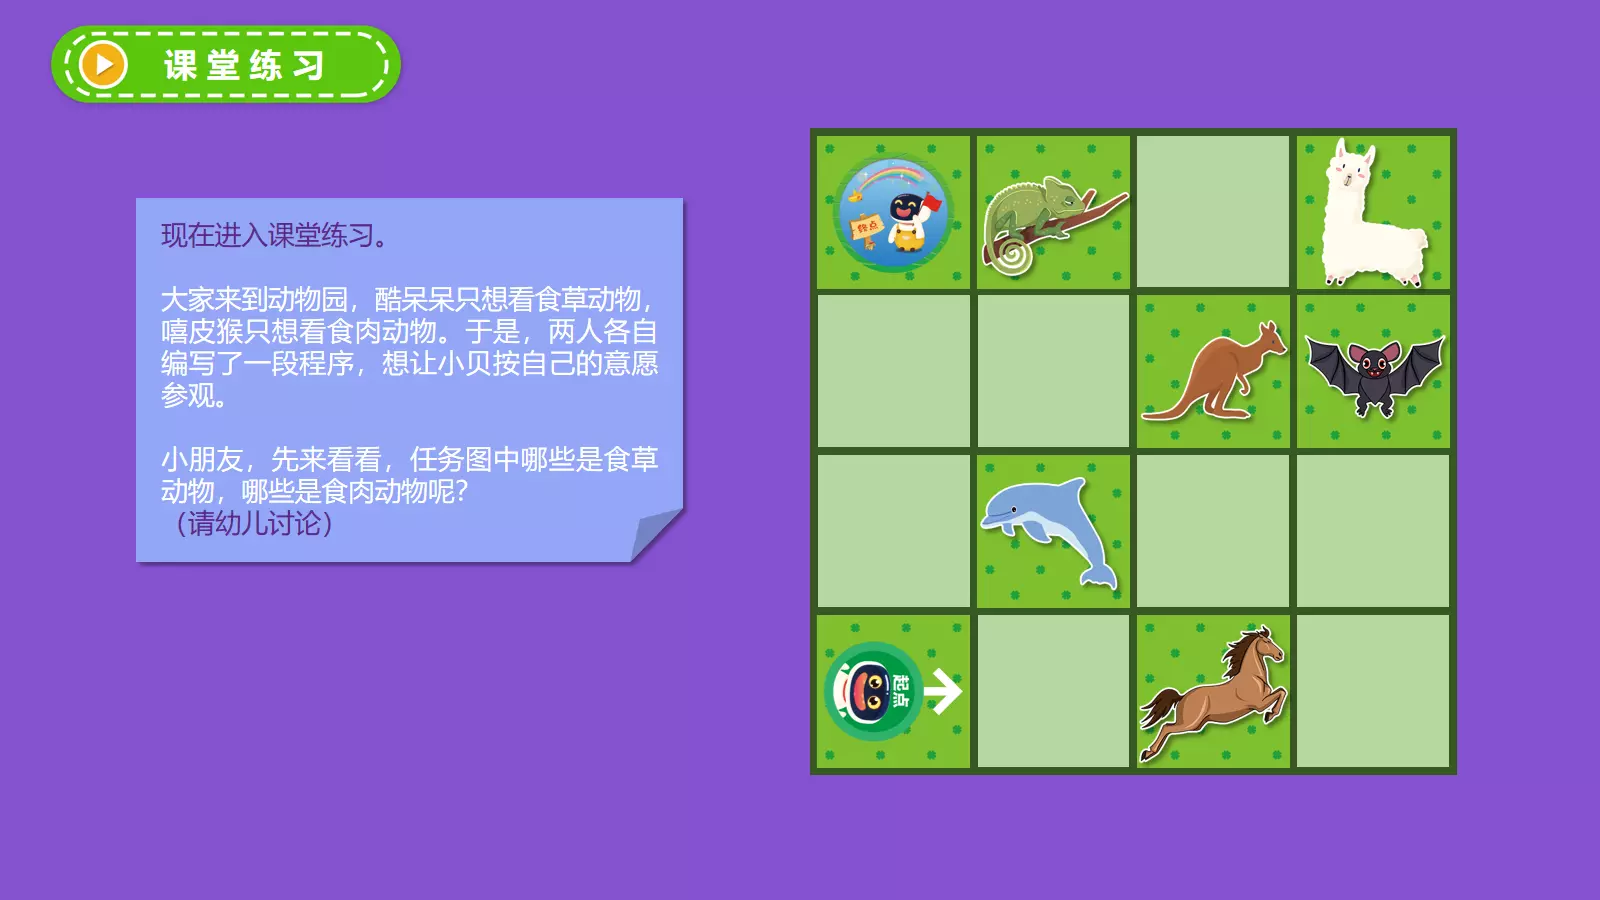 课堂练习
现在进入课堂练习。
大家来到动物园，酷呆呆只想看食草动物，
嘻皮猴只想看食肉动物。于是，两人各自
编写了一段程序，想让小贝按自己的意愿
参观。
小朋友，先来看看，任务图中哪些是食草
动物，哪些是食肉动物呢？
（请幼儿讨论）
终点
起点